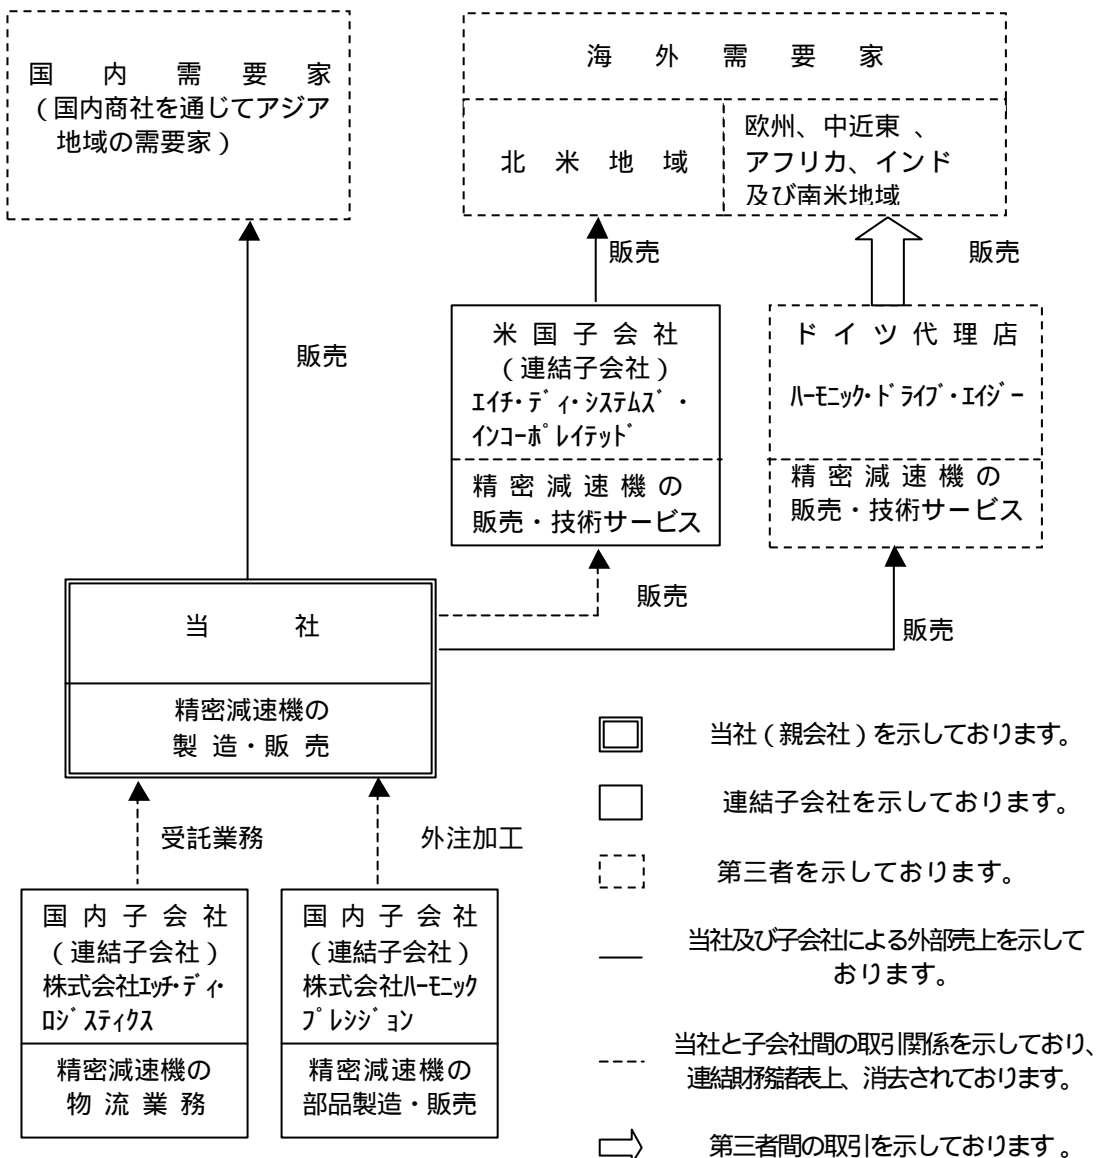 国内需要家
(国内商社を通じてアジア
地域の需要家)
海外需要家
北米地域
欧州、中近東、
アフリカ、インド
及び南米地域
販売
販売
販売
米国子会社
(連結子会社)
エイチ・ディ・システムズ・
インコーポレイテッド
精密減速機の
販売・技術サービス
ドイツ代理店
ハーモニック・ドライブ・エイジー
精密減速機の
販売・技術サービス
販売
販売
当社
精密減速機の
製造・販売
受託業務
外注加工
国内子会社
(連結子会社)
株式会社エッチ・ディ・
ロジスティクス
精密減速機の
物流業務
国内子会社
(連結子会社)
株式会社ハーモニック
プレシジョン
精密減速機の
部品製造・販売
当社(親会社)を示しております。
連結子会社を示しております。
第三者を示しております。
当社及び子会社による外部売上を示して
おります。
当社と子会社間の取引関係を示しており、
連結財務諸表上、消去されております。
第三者間の取引を示しております。